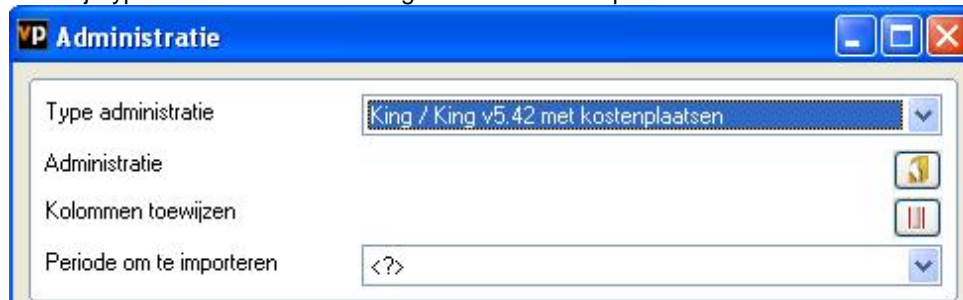 VP Administratie
Type administratie King / King v5.42 met kostenplaatsen
Administratie
Kolommen toewijzen
Periode om te importeren <?>